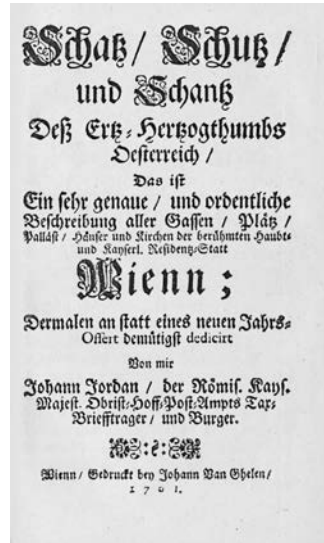 Schatz / Schutz /
und Schantz
Deß Ertz-Hertzogthumbs
Oesterreich /
Das ist
Ein sehr genaue / und ordentliche
Beschreibung aller Gassen / Plätz /
Palläst / Häuser und Kirchen der berühmten Haubt-
und Kayserl. Residentz-Statt
Wienn ;
Dermalen an statt eines neuen Jahrs-
Offert demütigst dedicirt
Von mir
Johann Jordan / der Römis. Kays.
Majest. Obrist-Hoff-Post-Ampts Tax-
Briefftrager / und Burger.
Wienn / Gedruckt bey Johann Van Ghelen /
1701.